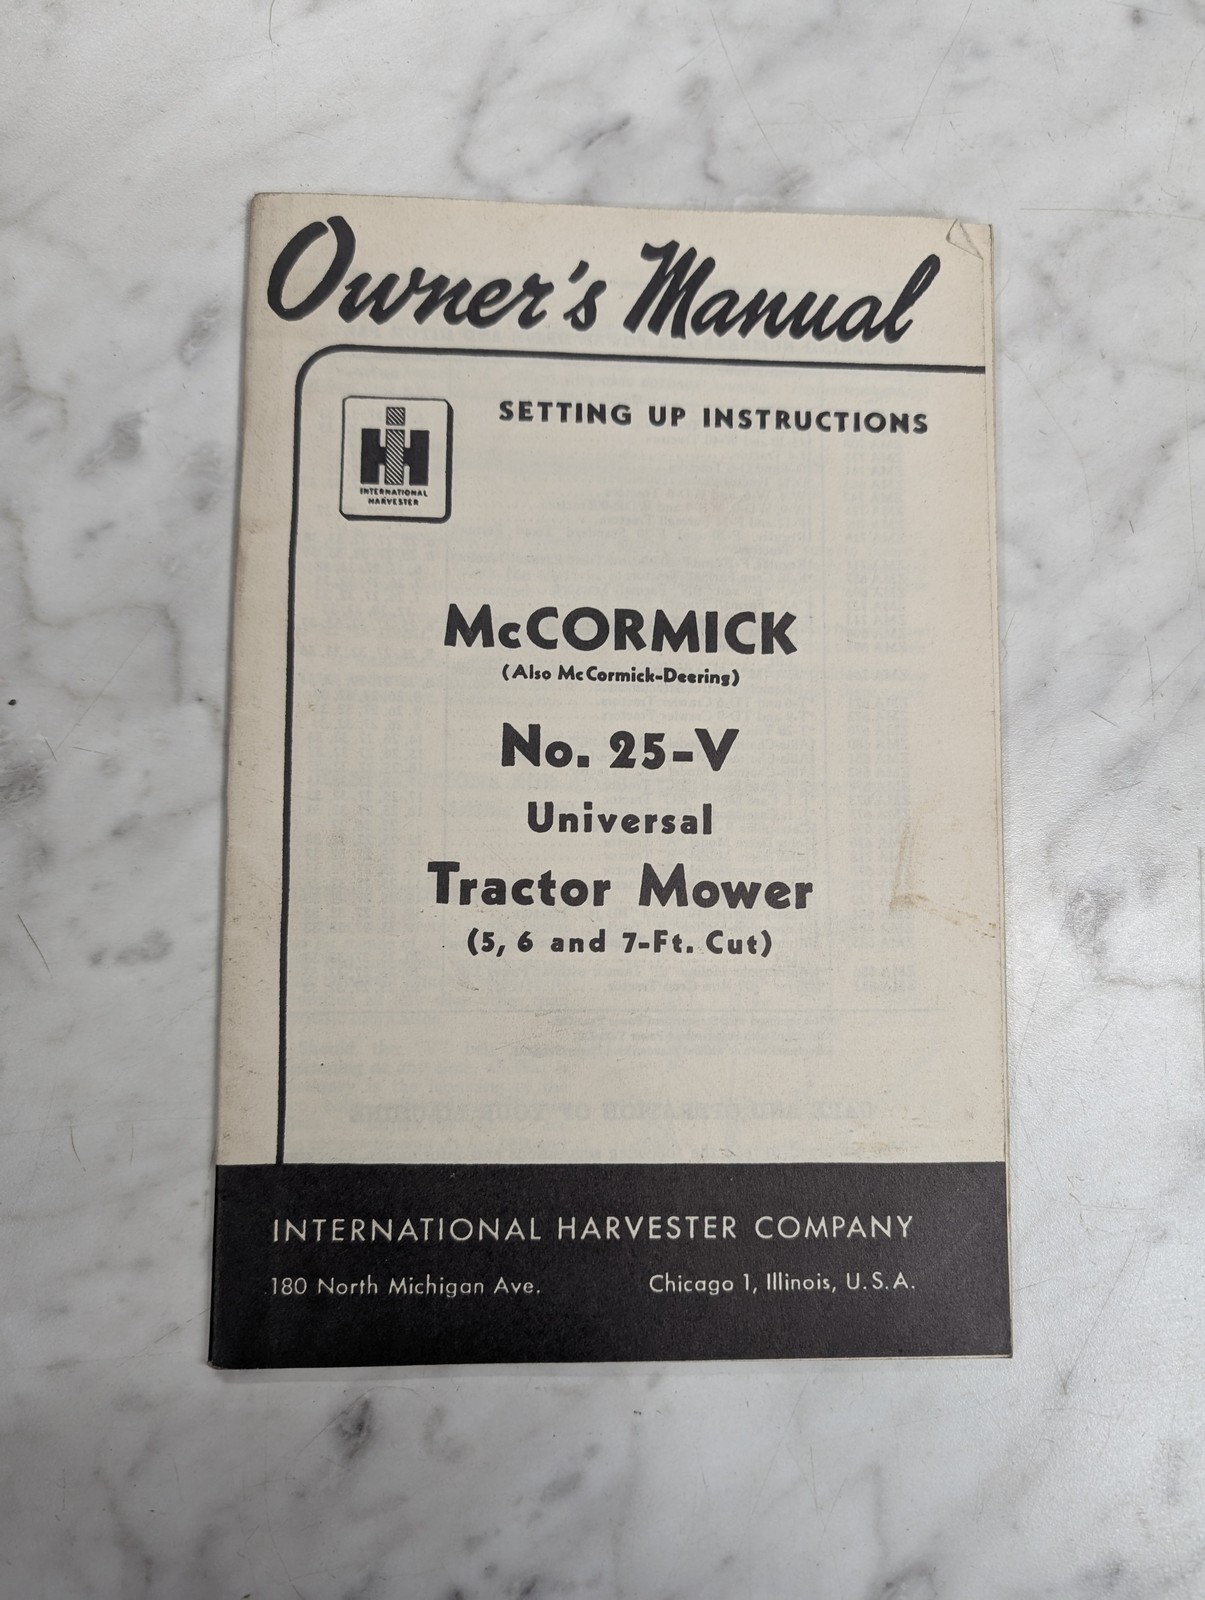 Owner's Manual
SETTING UP INSTRUCTIONS
IH
INTERNATIONAL
HARVESTER
McCORMICK
(Also McCormick-Deering)
No. 25-V
Universal
Tractor Mower
(5, 6 and 7-Ft. Cut)
INTERNATIONAL HARVESTER COMPANY
180 North Michigan Ave. Chicago 1, Illinois, U.S.A.